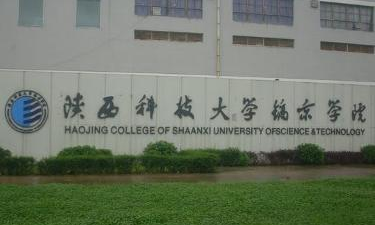 陕西科技大学镐京学院
HAOJING COLLEGE OF SHAANXI UNIVERSITY OFSCIENCE & TECHNOLOGY